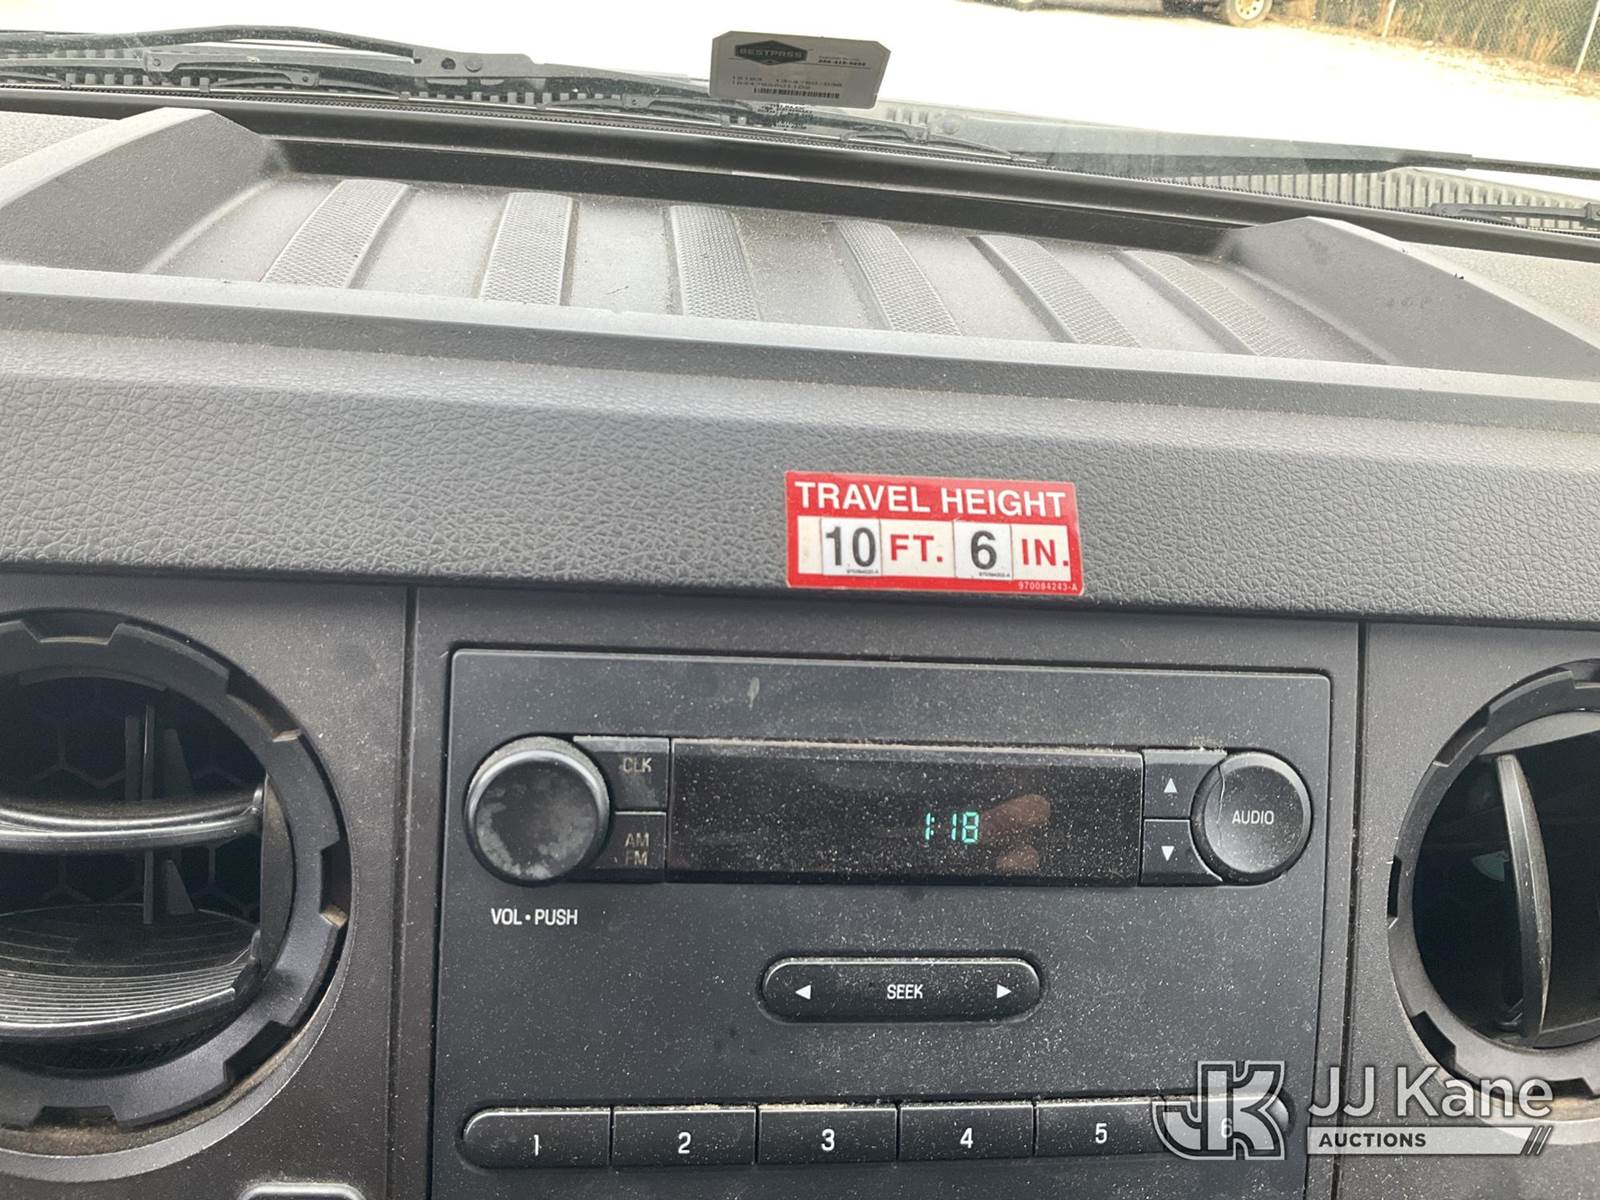 BESTPASS
TRAVEL HEIGHT
10 FT. 6 IN.
970084243-A
CLK
AM
FM
1:18
AUDIO
VOL • PUSH
SEEK
1 2 3 4 5 6
JJ Kane
AUCTIONS